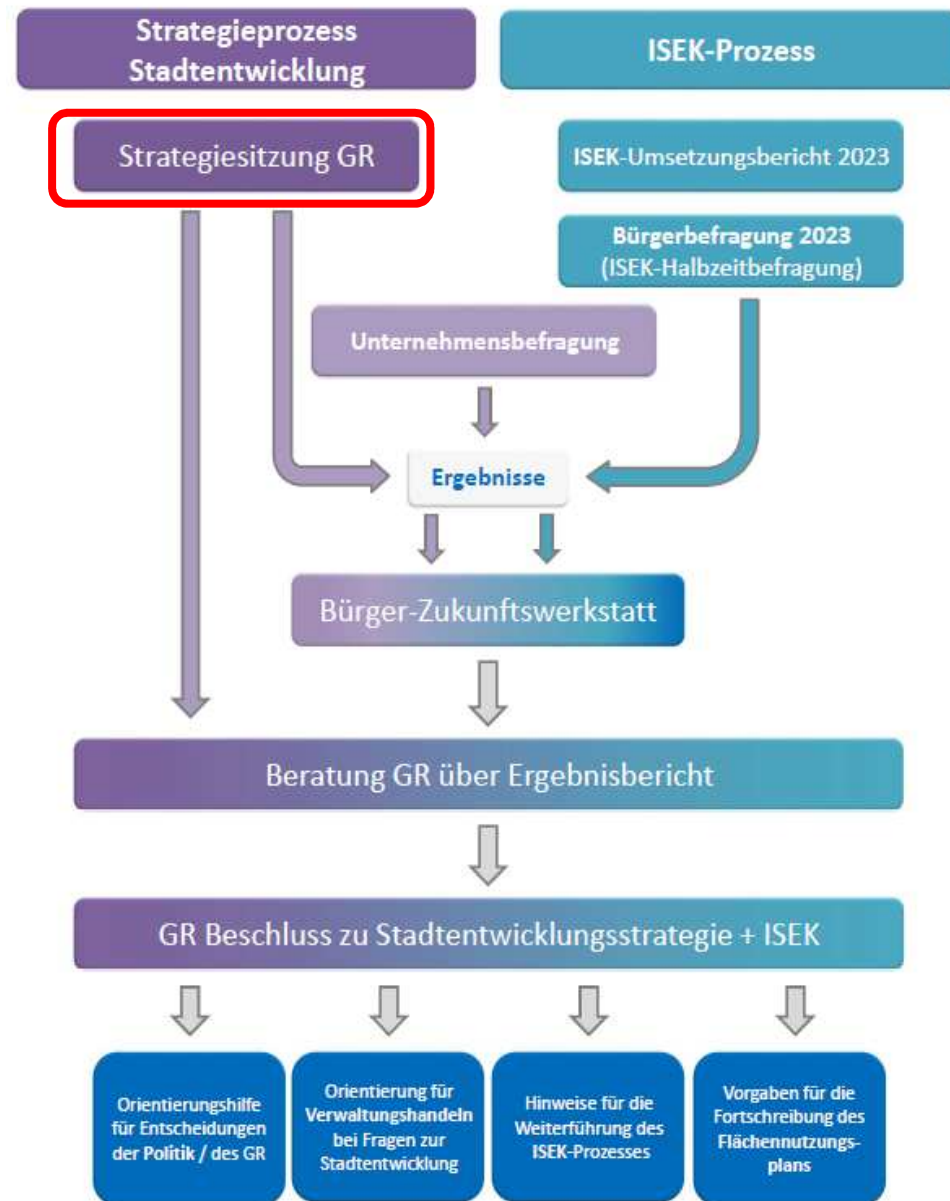 Strategieprozess
Stadtentwicklung
ISEK-Prozess
Strategiesitzung GR
ISEK-Umsetzungsbericht 2023
Bürgerbefragung 2023
(ISEK-Halbzeitbefragung)
Unternehmensbefragung
Ergebnisse
Bürger-Zukunftswerkstatt
Beratung GR über Ergebnisbericht
GR Beschluss zu Stadtentwicklungsstrategie + ISEK
Orientierungshilfe
für Entscheidungen
der Politik / des GR
Orientierung für
Verwaltungshandeln
bei Fragen zur
Stadtentwicklung
Hinweise für die
Weiterführung des
ISEK-Prozesses
Vorgaben für die
Fortschreibung des
Flächennutzungs-
plans